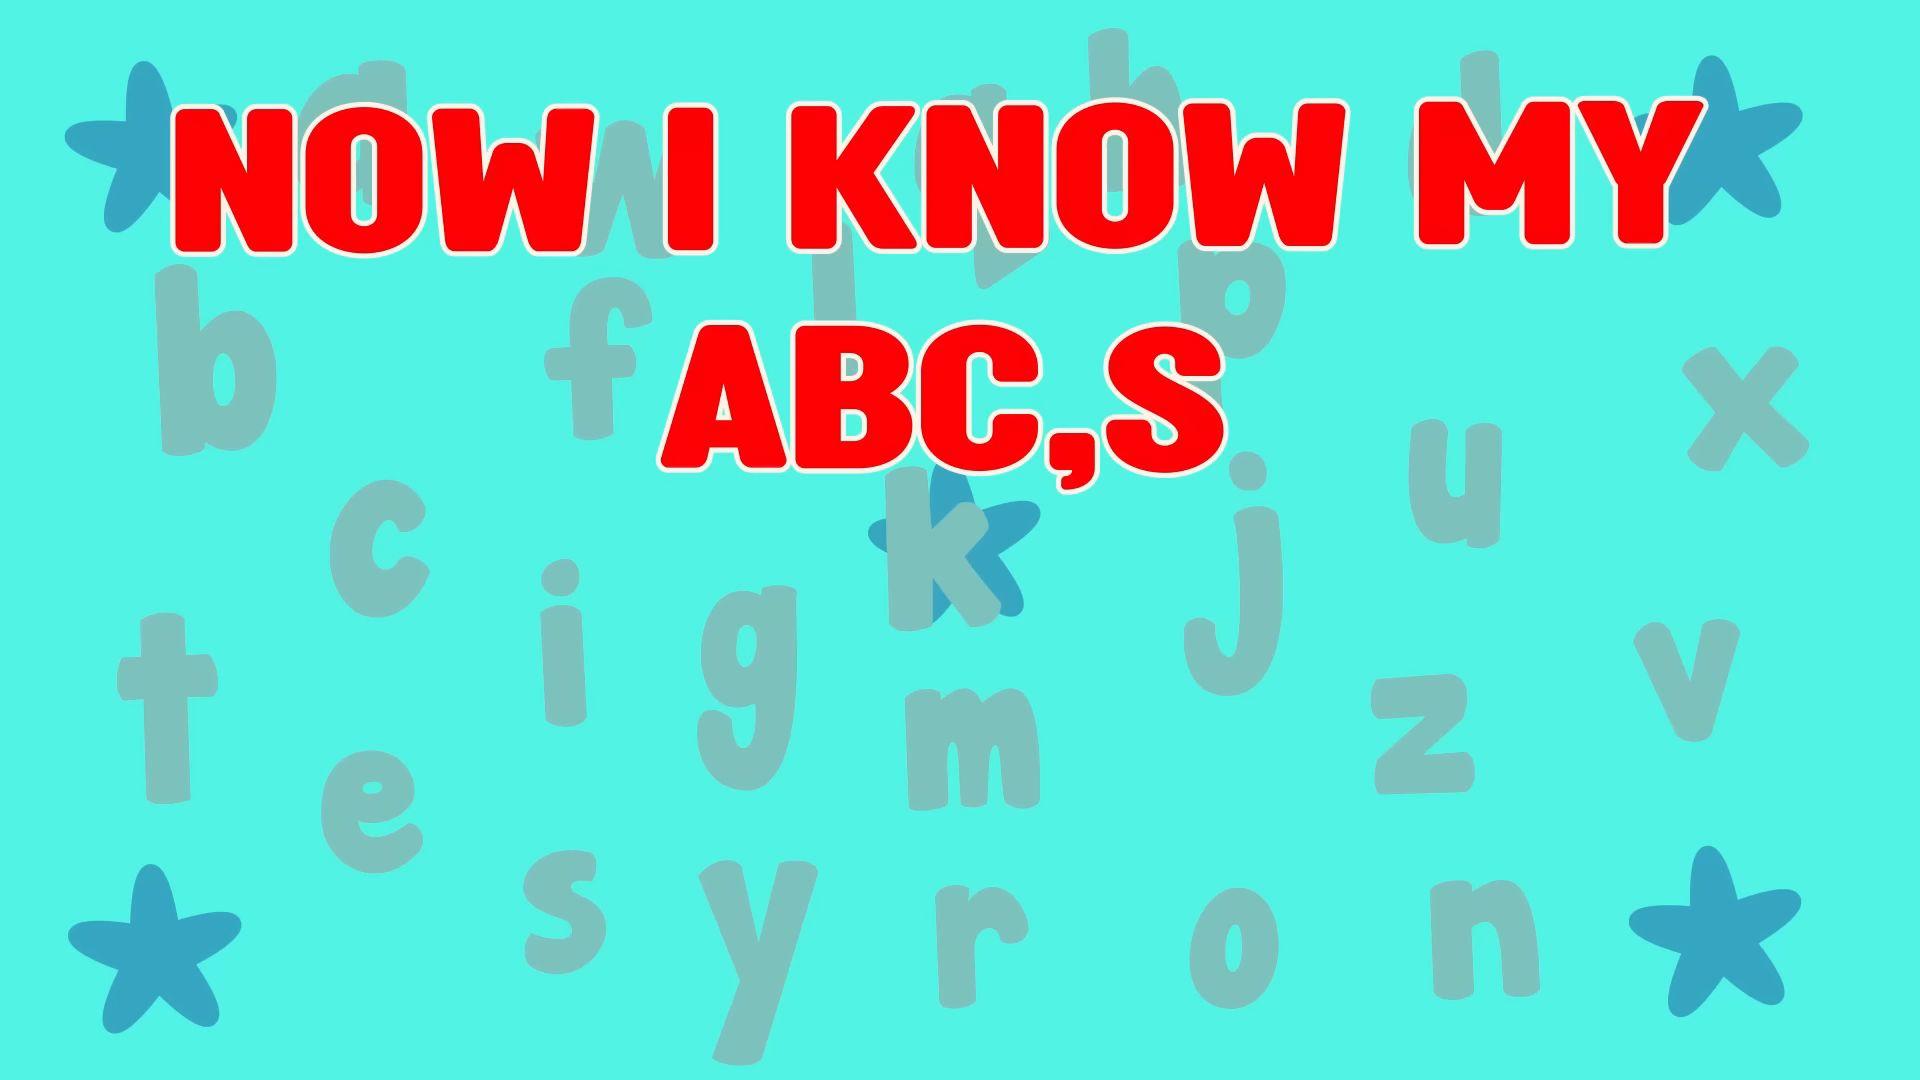 NOW I KNOW MY
ABC,S
b f l p x
c i g k j u
t e m z v
s y r o n